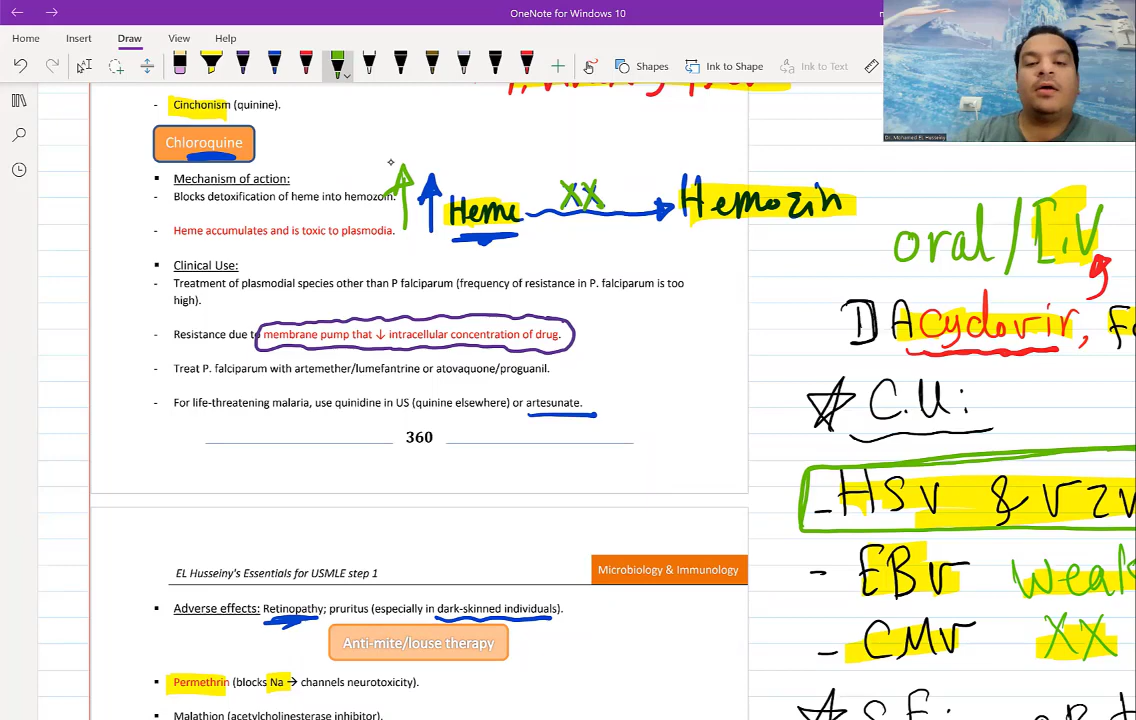 OneNote for Windows 10
Home Insert Draw View Help
Shapes Ink to Shape Ink to Text
Dr. Mohamed EL Husseiny
- Cinchonism (quinine).
Chloroquine
▪ Mechanism of action:
- Blocks detoxification of heme into hemozoin.
Heme XX Hemozin
- Heme accumulates and is toxic to plasmodia.
▪ Clinical Use:
- Treatment of plasmodial species other than P falciparum (frequency of resistance in P. falciparum is too
high).
- Resistance due to membrane pump that ↓ intracellular concentration of drug.
- Treat P. falciparum with artemether/lumefantrine or atovaquone/proguanil.
- For life-threatening malaria, use quinidine in US (quinine elsewhere) or artesunate.
360
EL Husseiny's Essentials for USMLE step 1
Microbiology & Immunology
▪ Adverse effects: Retinopathy; pruritus (especially in dark-skinned individuals).
Anti-mite/louse therapy
▪ Permethrin (blocks Na → channels neurotoxicity).
▪ Malathion (acetylcholinesterase inhibitor).
oral / I.V
Acyclovir,
C.U:
- HSV & VZV
- EBV weak
- CMV XX